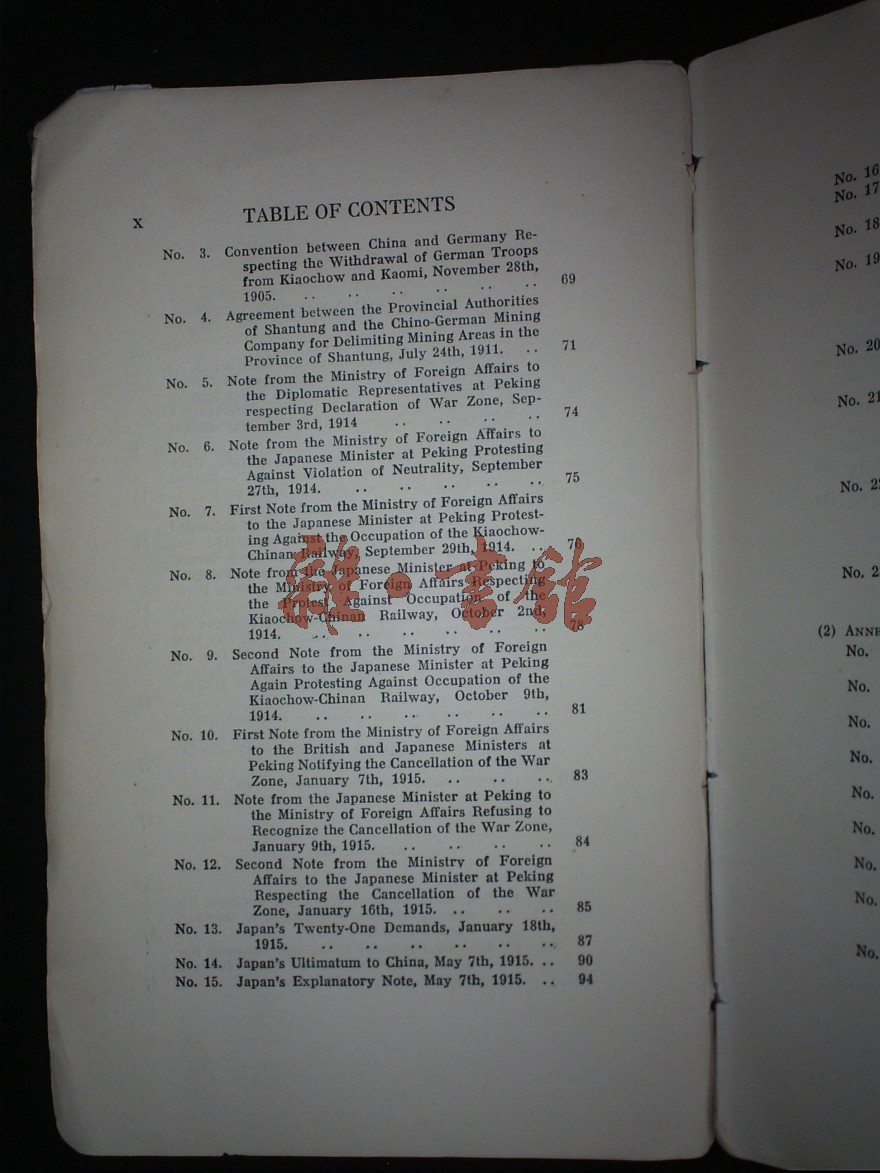 x
TABLE OF CONTENTS
No. 3. Convention between China and Germany Re-
specting the Withdrawal of German Troops
from Kiaochow and Kaomi, November 28th,
1905. .. .. .. .. .. .. 69
No. 4. Agreement between the Provincial Authorities
of Shantung and the Chino-German Mining
Company for Delimiting Mining Areas in the
Province of Shantung, July 24th, 1911. .. 71
No. 5. Note from the Ministry of Foreign Affairs to
the Diplomatic Representatives at Peking
respecting Declaration of War Zone, Sep-
tember 3rd, 1914 .. .. .. .. 74
No. 6. Note from the Ministry of Foreign Affairs to
the Japanese Minister at Peking Protesting
Against Violation of Neutrality, September
27th, 1914. .. .. .. .. .. 75
No. 7. First Note from the Ministry of Foreign Affairs
to the Japanese Minister at Peking Protest-
ing Against the Occupation of the Kiaochow-
Chinan Railway, September 29th, 1914. .. 76
No. 8. Note from the Japanese Minister at Peking to
the Ministry of Foreign Affairs Respecting
the Protest Against Occupation of the
Kiaochow-Chinan Railway, October 2nd,
1914. .. .. .. .. .. .. 78
No. 9. Second Note from the Ministry of Foreign
Affairs to the Japanese Minister at Peking
Again Protesting Against Occupation of the
Kiaochow-Chinan Railway, October 9th,
1914. .. .. .. .. .. .. 81
No. 10. First Note from the Ministry of Foreign Affairs
to the British and Japanese Ministers at
Peking Notifying the Cancellation of the War
Zone, January 7th, 1915. .. .. .. 83
No. 11. Note from the Japanese Minister at Peking to
the Ministry of Foreign Affairs Refusing to
Recognize the Cancellation of the War Zone,
January 9th, 1915. .. .. .. .. 84
No. 12. Second Note from the Ministry of Foreign
Affairs to the Japanese Minister at Peking
Respecting the Cancellation of the War
Zone, January 16th, 1915. .. .. .. 85
No. 13. Japan's Twenty-One Demands, January 18th,
1915. .. .. .. .. .. .. 87
No. 14. Japan's Ultimatum to China, May 7th, 1915. .. 90
No. 15. Japan's Explanatory Note, May 7th, 1915. .. 94
雜·書館
No. 16
No. 17
No. 18
No. 19
No. 20
No. 21
No. 2
No. 2
(2) ANNE
No.
No.
No.
No.
No.
No.
No.
No.
No.